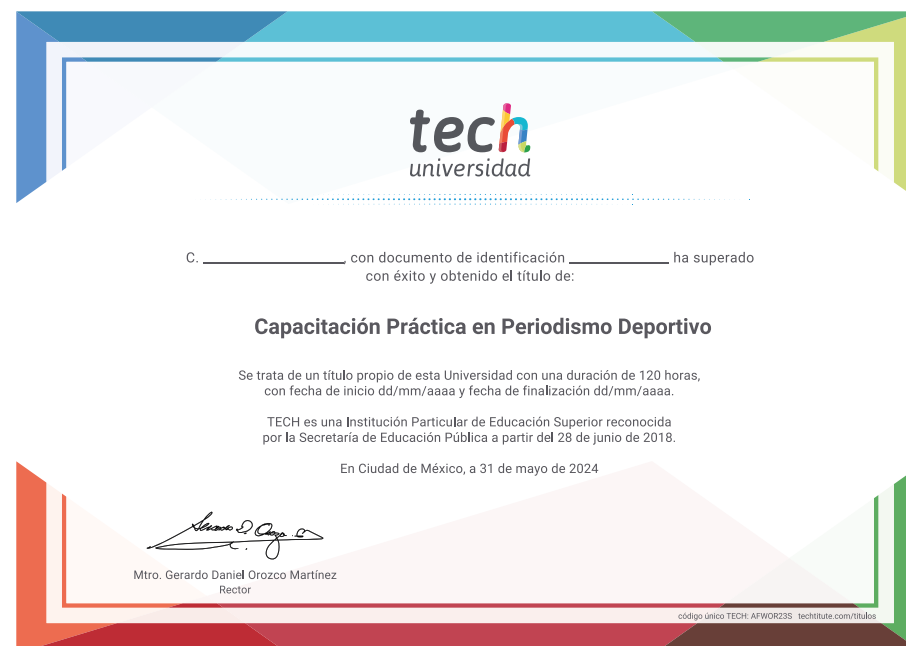 tech
universidad
C. ____________________, con documento de identificación ______________ ha superado
con éxito y obtenido el título de:
Capacitación Práctica en Periodismo Deportivo
Se trata de un título propio de esta Universidad con una duración de 120 horas,
con fecha de inicio dd/mm/aaaa y fecha de finalización dd/mm/aaaa.
TECH es una Institución Particular de Educación Superior reconocida
por la Secretaría de Educación Pública a partir del 28 de junio de 2018.
En Ciudad de México, a 31 de mayo de 2024
Mtro. Gerardo Daniel Orozco Martínez
Rector
código único TECH: AFWOR23S techtitute.com/titulos